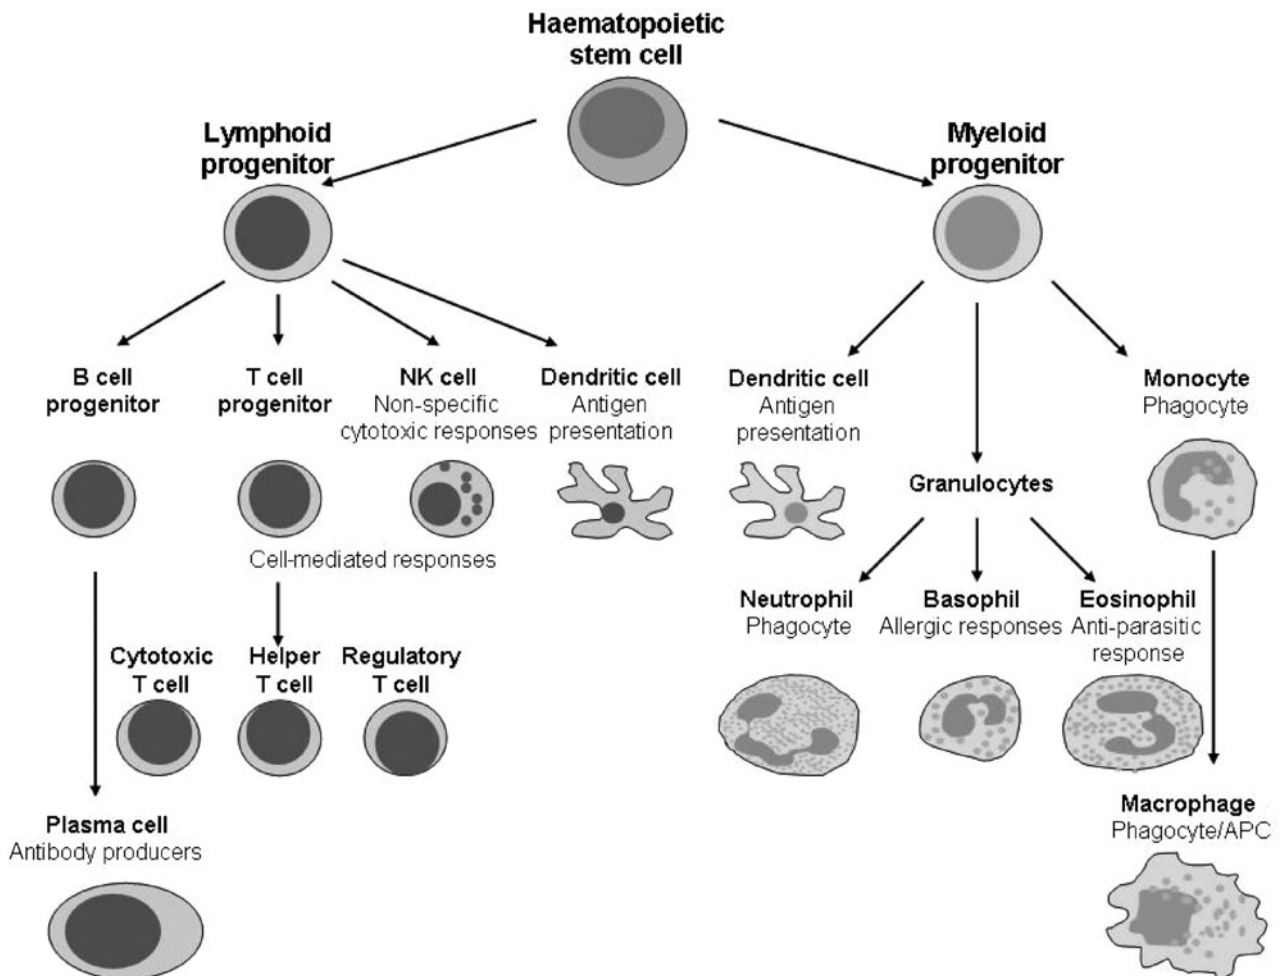 Haematopoietic
stem cell
Lymphoid
progenitor
Myeloid
progenitor
B cell
progenitor
T cell
progenitor
NK cell
Non-specific
cytotoxic responses
Dendritic cell
Antigen
presentation
Dendritic cell
Antigen
presentation
Monocyte
Phagocyte
Granulocytes
Cell-mediated responses
Neutrophil
Phagocyte
Basophil
Allergic responses
Eosinophil
Anti-parasitic
response
Cytotoxic
T cell
Helper
T cell
Regulatory
T cell
Plasma cell
Antibody producers
Macrophage
Phagocyte/APC